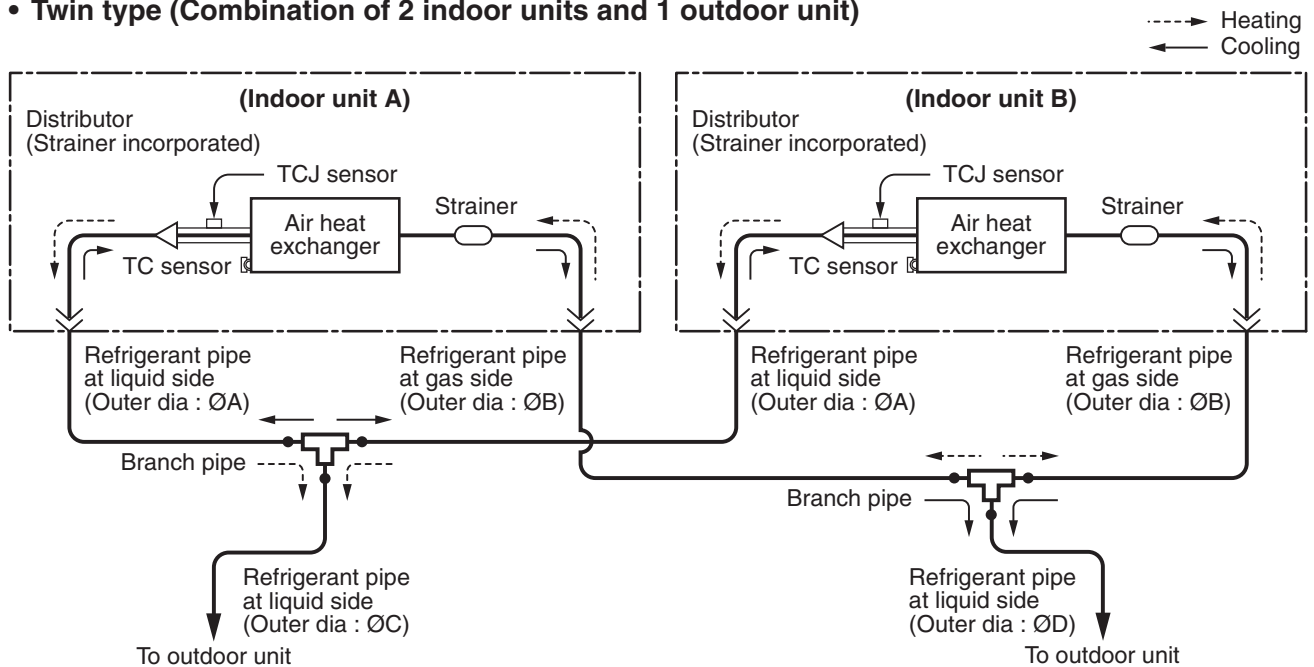 • Twin type (Combination of 2 indoor units and 1 outdoor unit)
Heating
Cooling
(Indoor unit A)
Distributor
(Strainer incorporated)
TCJ sensor
Air heat
exchanger
Strainer
TC sensor
(Indoor unit B)
Distributor
(Strainer incorporated)
TCJ sensor
Air heat
exchanger
Strainer
TC sensor
Refrigerant pipe
at liquid side
(Outer dia : ØA)
Refrigerant pipe
at gas side
(Outer dia : ØB)
Refrigerant pipe
at liquid side
(Outer dia : ØA)
Refrigerant pipe
at gas side
(Outer dia : ØB)
Branch pipe
Branch pipe
Refrigerant pipe
at liquid side
(Outer dia : ØC)
To outdoor unit
Refrigerant pipe
at liquid side
(Outer dia : ØD)
To outdoor unit